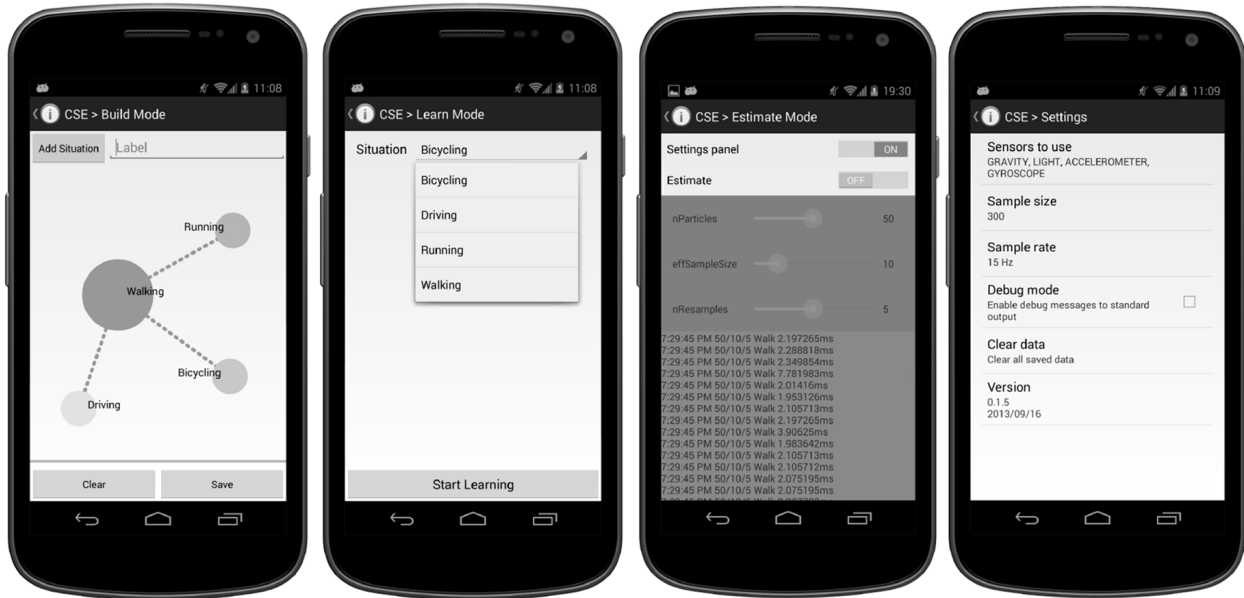 11:08
CSE > Build Mode
Add Situation Label
Running
Walking
Bicycling
Driving
Clear Save
11:08
CSE > Learn Mode
Situation Bicycling
Bicycling
Driving
Running
Walking
Start Learning
19:30
CSE > Estimate Mode
Settings panel ON
Estimate OFF
nParticles 50
effSampleSize 10
nResamples 5
7:29:45 PM 50/10/5 Walk 2.197265ms
7:29:45 PM 50/10/5 Walk 2.288818ms
7:29:45 PM 50/10/5 Walk 2.349854ms
7:29:45 PM 50/10/5 Walk 7.781983ms
7:29:45 PM 50/10/5 Walk 2.01416ms
7:29:45 PM 50/10/5 Walk 1.953126ms
7:29:45 PM 50/10/5 Walk 2.105713ms
7:29:45 PM 50/10/5 Walk 2.197265ms
7:29:45 PM 50/10/5 Walk 3.90625ms
7:29:45 PM 50/10/5 Walk 1.983642ms
7:29:45 PM 50/10/5 Walk 2.105713ms
7:29:45 PM 50/10/5 Walk 2.105712ms
7:29:45 PM 50/10/5 Walk 2.075195ms
7:29:45 PM 50/10/5 Walk 2.075195ms
11:09
CSE > Settings
Sensors to use
GRAVITY, LIGHT, ACCELEROMETER,
GYROSCOPE
Sample size
300
Sample rate
15 Hz
Debug mode
Enable debug messages to standard
output
Clear data
Clear all saved data
Version
0.1.5
2013/09/16